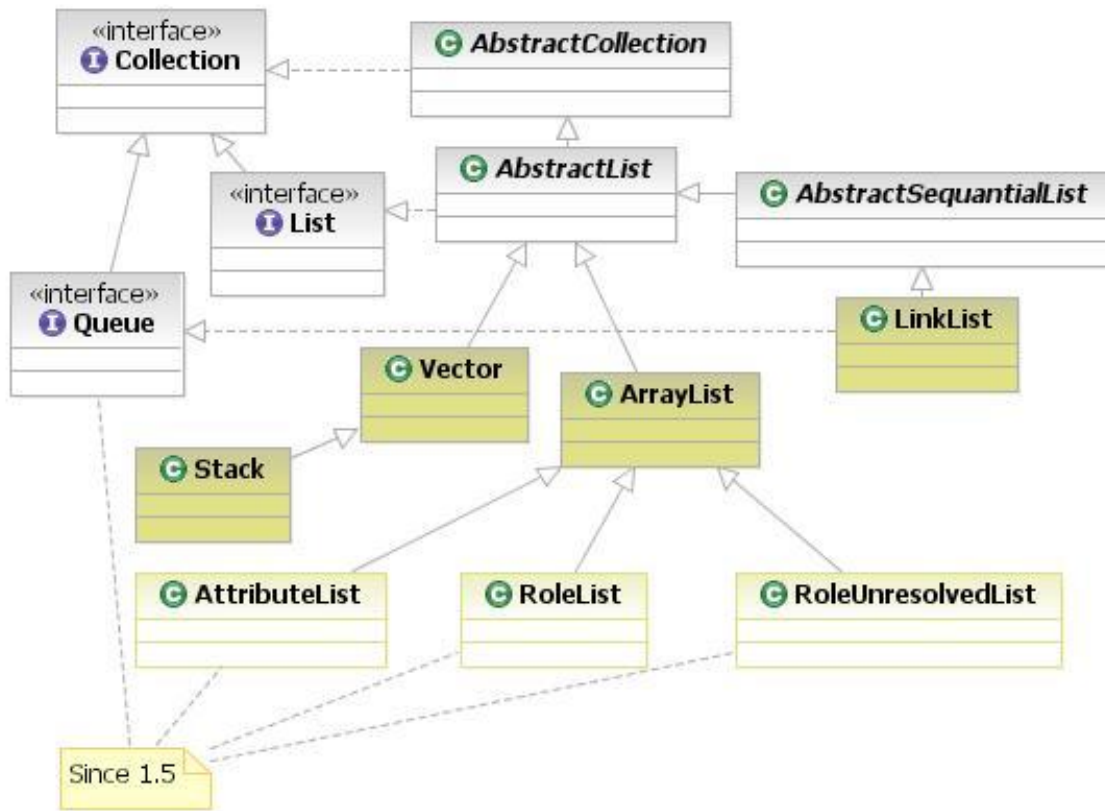 «interface»
I Collection
C AbstractCollection
«interface»
I List
C AbstractList
C AbstractSequantialList
«interface»
I Queue
C LinkList
C Vector
C ArrayList
C Stack
C AttributeList
C RoleList
C RoleUnresolvedList
Since 1.5